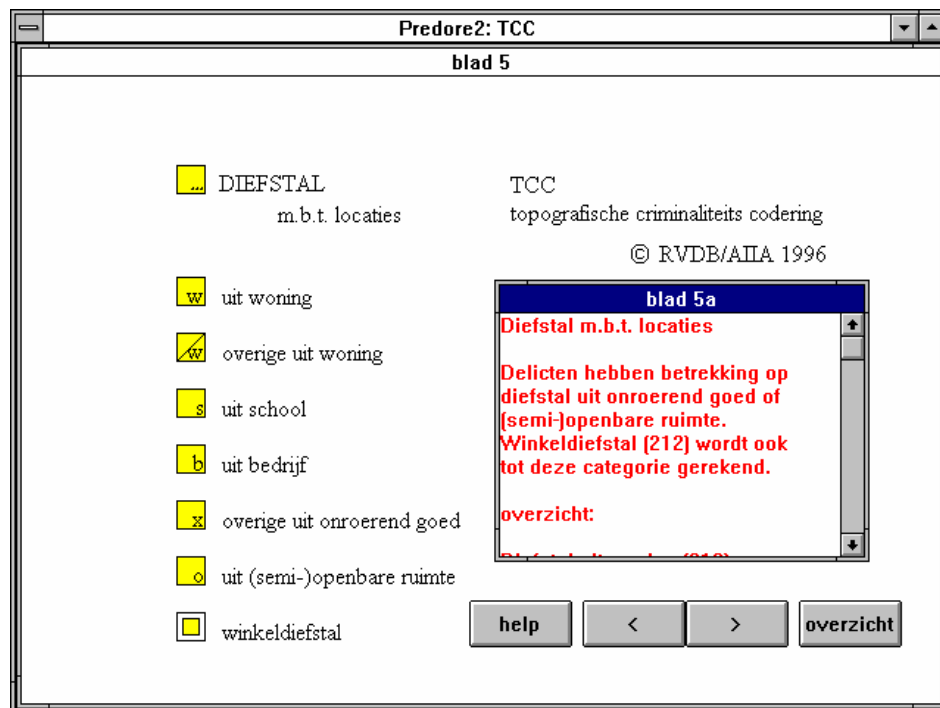 Predore2: TCC
blad 5
... DIEFSTAL
m.b.t. locaties
TCC
topografische criminaliteits codering
© RVDB/AΠA 1996
w uit woning
w overige uit woning
s uit school
b uit bedrijf
x overige uit onroerend goed
o uit (semi-)openbare ruimte
winkeldiefstal
blad 5a
Diefstal m.b.t. locaties
Delicten hebben betrekking op
diefstal uit onroerend goed of
(semi-)openbare ruimte.
Winkeldiefstal (212) wordt ook
tot deze categorie gerekend.
overzicht:
help
<
>
overzicht